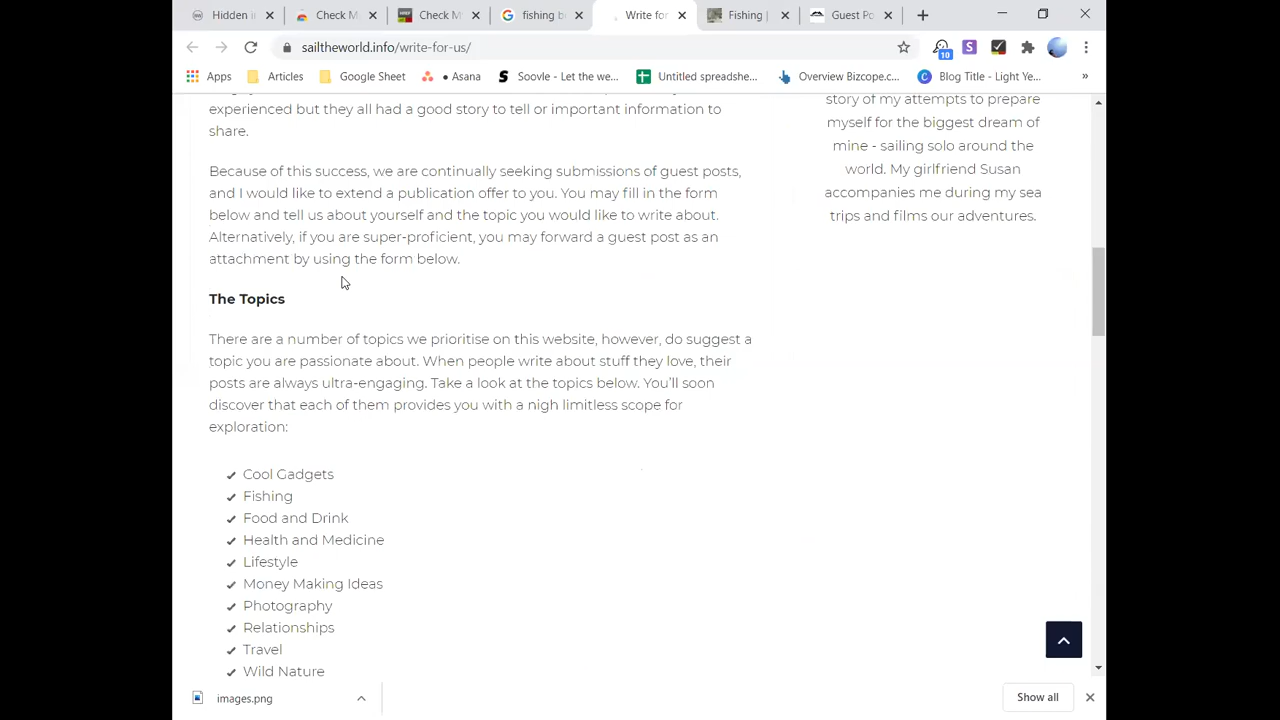 Hidden i
Check M
Check M
fishing b
Write for
Fishing |
Guest Po
sailtheworld.info/write-for-us/
10
Apps
Articles
Google Sheet
Asana
Soovle - Let the we...
Untitled spreadshe...
Overview Bizcope.c...
Blog Title - Light Ye...
»
experienced but they all had a good story to tell or important information to
share.
Because of this success, we are continually seeking submissions of guest posts,
and I would like to extend a publication offer to you. You may fill in the form
below and tell us about yourself and the topic you would like to write about.
Alternatively, if you are super-proficient, you may forward a guest post as an
attachment by using the form below.
The Topics
There are a number of topics we prioritise on this website, however, do suggest a
topic you are passionate about. When people write about stuff they love, their
posts are always ultra-engaging. Take a look at the topics below. You'll soon
discover that each of them provides you with a nigh limitless scope for
exploration:
Cool Gadgets
Fishing
Food and Drink
Health and Medicine
Lifestyle
Money Making Ideas
Photography
Relationships
Travel
Wild Nature
story of my attempts to prepare
myself for the biggest dream of
mine - sailing solo around the
world. My girlfriend Susan
accompanies me during my sea
trips and films our adventures.
images.png
Show all